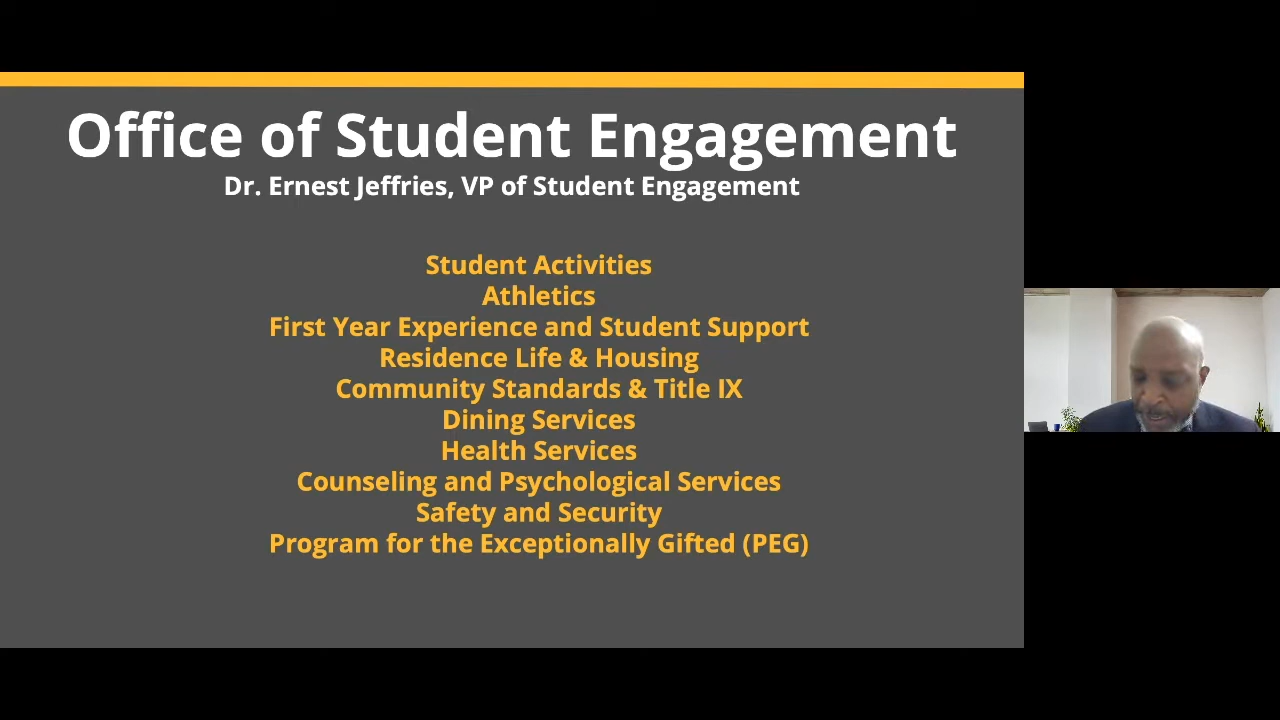 Office of Student Engagement
Dr. Ernest Jeffries, VP of Student Engagement
Student Activities
Athletics
First Year Experience and Student Support
Residence Life & Housing
Community Standards & Title IX
Dining Services
Health Services
Counseling and Psychological Services
Safety and Security
Program for the Exceptionally Gifted (PEG)